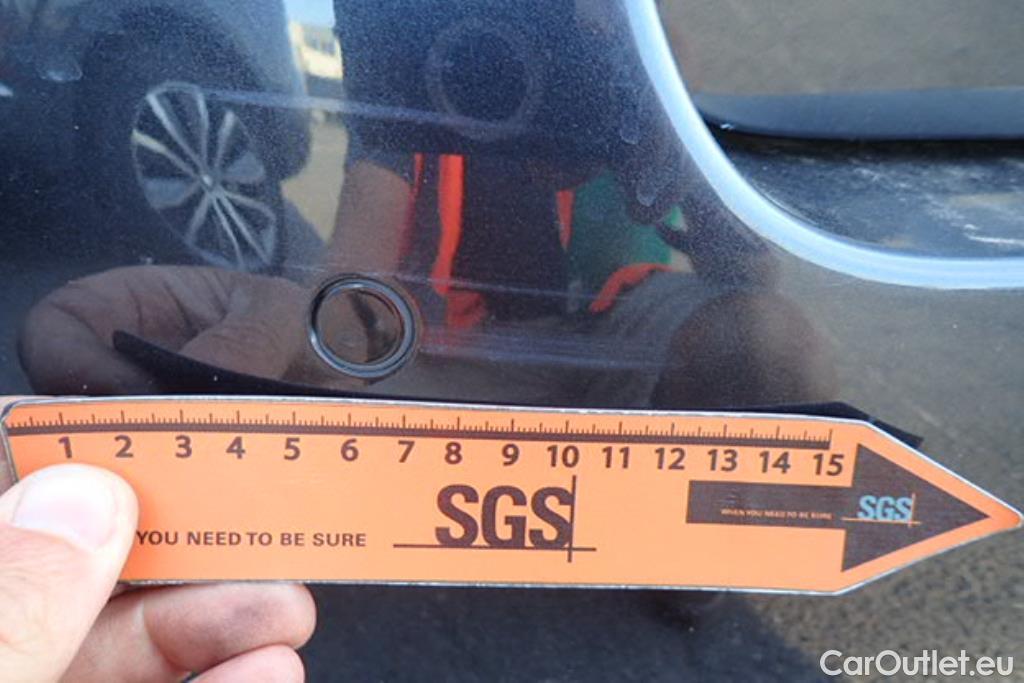 1 2 3 4 5 6 7 8 9 10 11 12 13 14 15
SGS
WHEN YOU NEED TO BE SURE
SGS
YOU NEED TO BE SURE
CarOutlet.eu